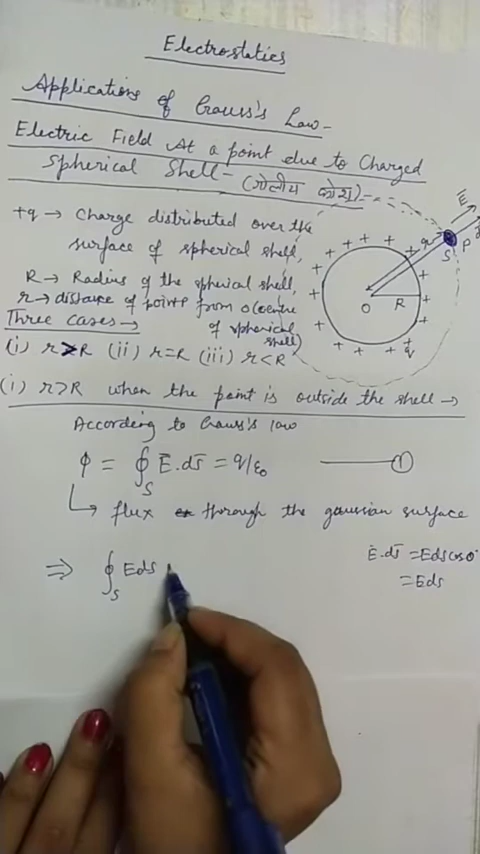 Electrostatics
Applications of Gauss's Law-
Electric Field At a point due to Charged
Spherical Shell- (गोलीय कोश)-
+q → Charge distributed over the
surface of spherical shell,
R → Radius of the spherical shell,
r → distance of point P from O (centre
of spherical
shell)
Three cases →
(i) r > R (ii) r = R (iii) r < R
E
P
S
r
O
R
+q
(i) r > R when the point is outside the shell →
According to Gauss's law
φ = ∮ₛ E̅.ds̅ = q/ε₀ ——— ①
↳ flux through the gaussian surface
E̅.ds̅ = Eds cos 0°
= Eds
⇒ ∮ₛ Eds